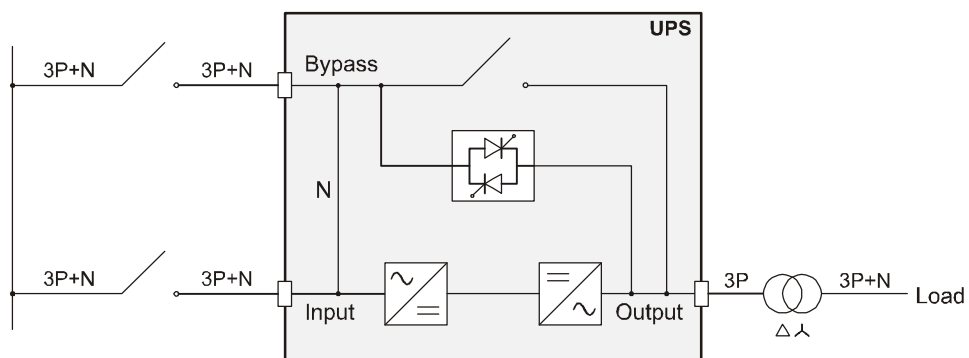 UPS
3P+N
3P+N
Bypass
N
3P+N
3P+N
Input
Output
3P
3P+N
Load